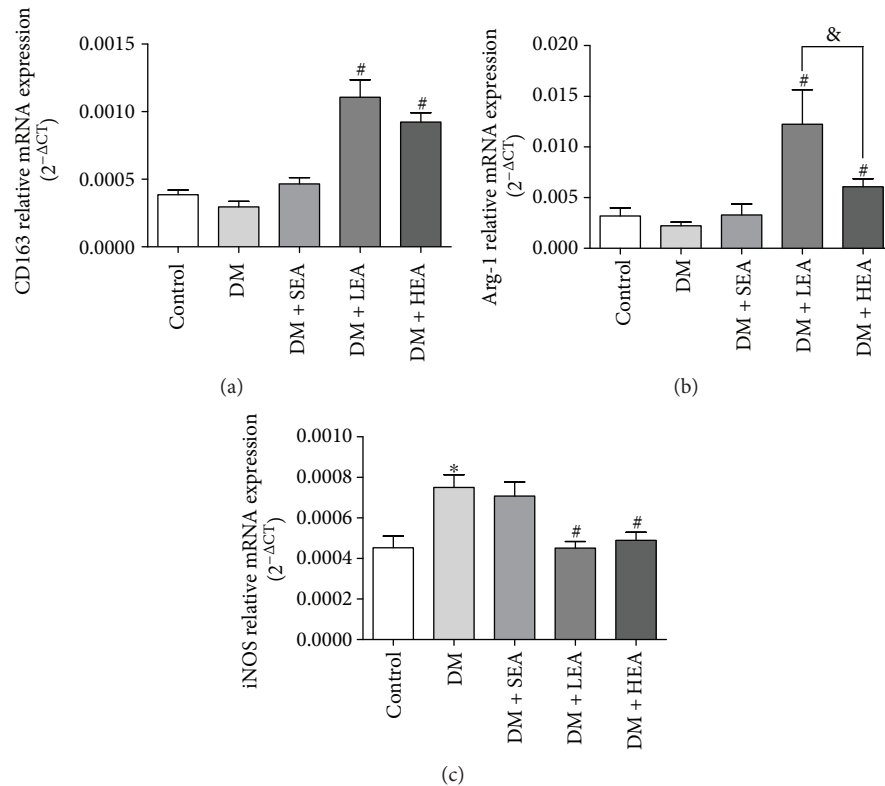 CD163 relative mRNA expression
(2^−ΔCT)
0.0015
0.0010
0.0005
0.0000
#
#
Control
DM
DM + SEA
DM + LEA
DM + HEA
(a)
Arg-1 relative mRNA expression
(2^−ΔCT)
0.020
0.015
0.010
0.005
0.000
&
#
#
Control
DM
DM + SEA
DM + LEA
DM + HEA
(b)
iNOS relative mRNA expression
(2^−ΔCT)
0.0010
0.0008
0.0006
0.0004
0.0002
0.0000
*
#
#
Control
DM
DM + SEA
DM + LEA
DM + HEA
(c)